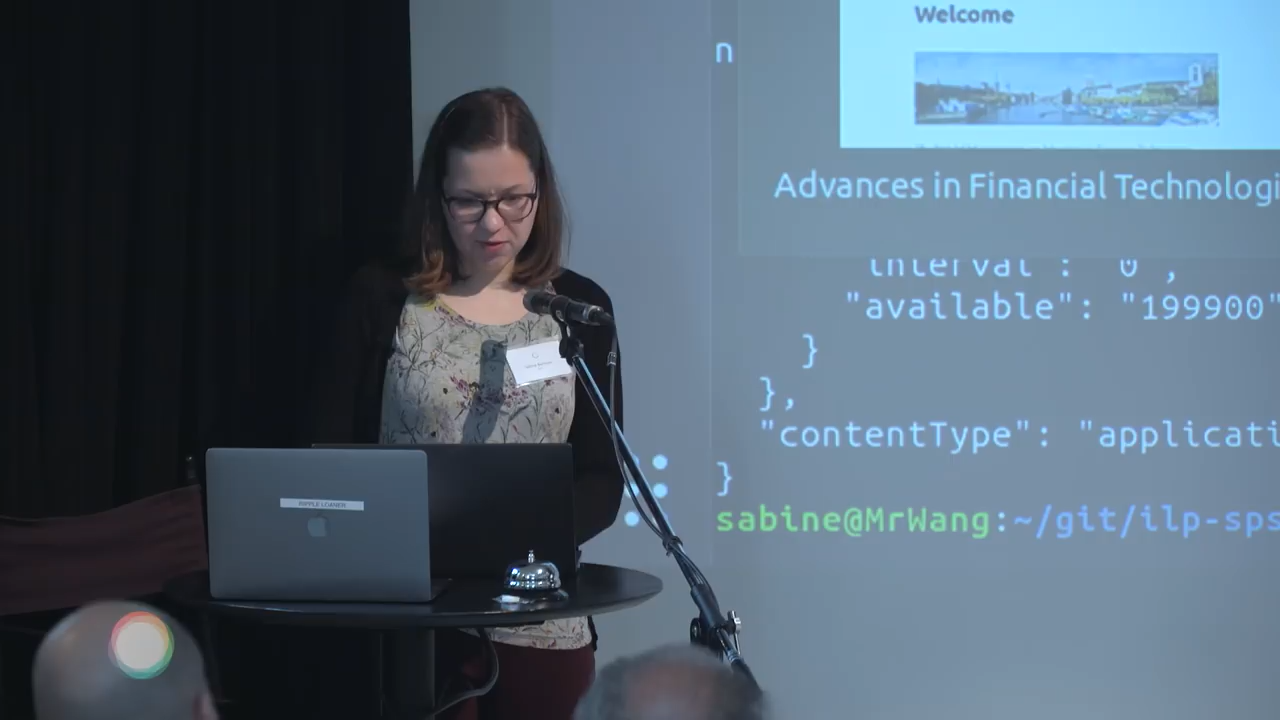 Welcome
n
Advances in Financial Technologi
interval : 0 ,
"available": "199900"
}
},
"contentType": "applicati
}
sabine@MrWang:~/git/ilp-sps
RIPPLE LOANER